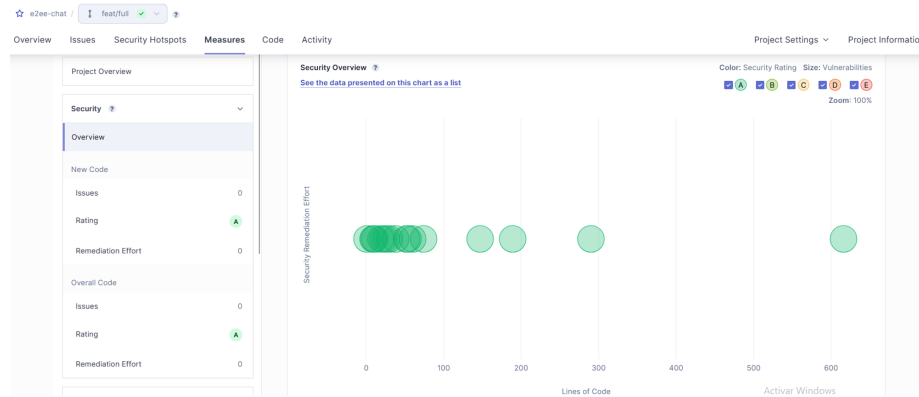 e2ee-chat / feat/full ?
Overview Issues Security Hotspots Measures Code Activity Project Settings Project Informatio
Project Overview
Security ?
Overview
New Code
Issues 0
Rating A
Remediation Effort 0
Overall Code
Issues 0
Rating A
Remediation Effort 0
Security Overview ?
See the data presented on this chart as a list
Color: Security Rating Size: Vulnerabilities
A B C D E
Zoom: 100%
Security Remediation Effort
0 100 200 300 400 500 600
Lines of Code
Activar Windows